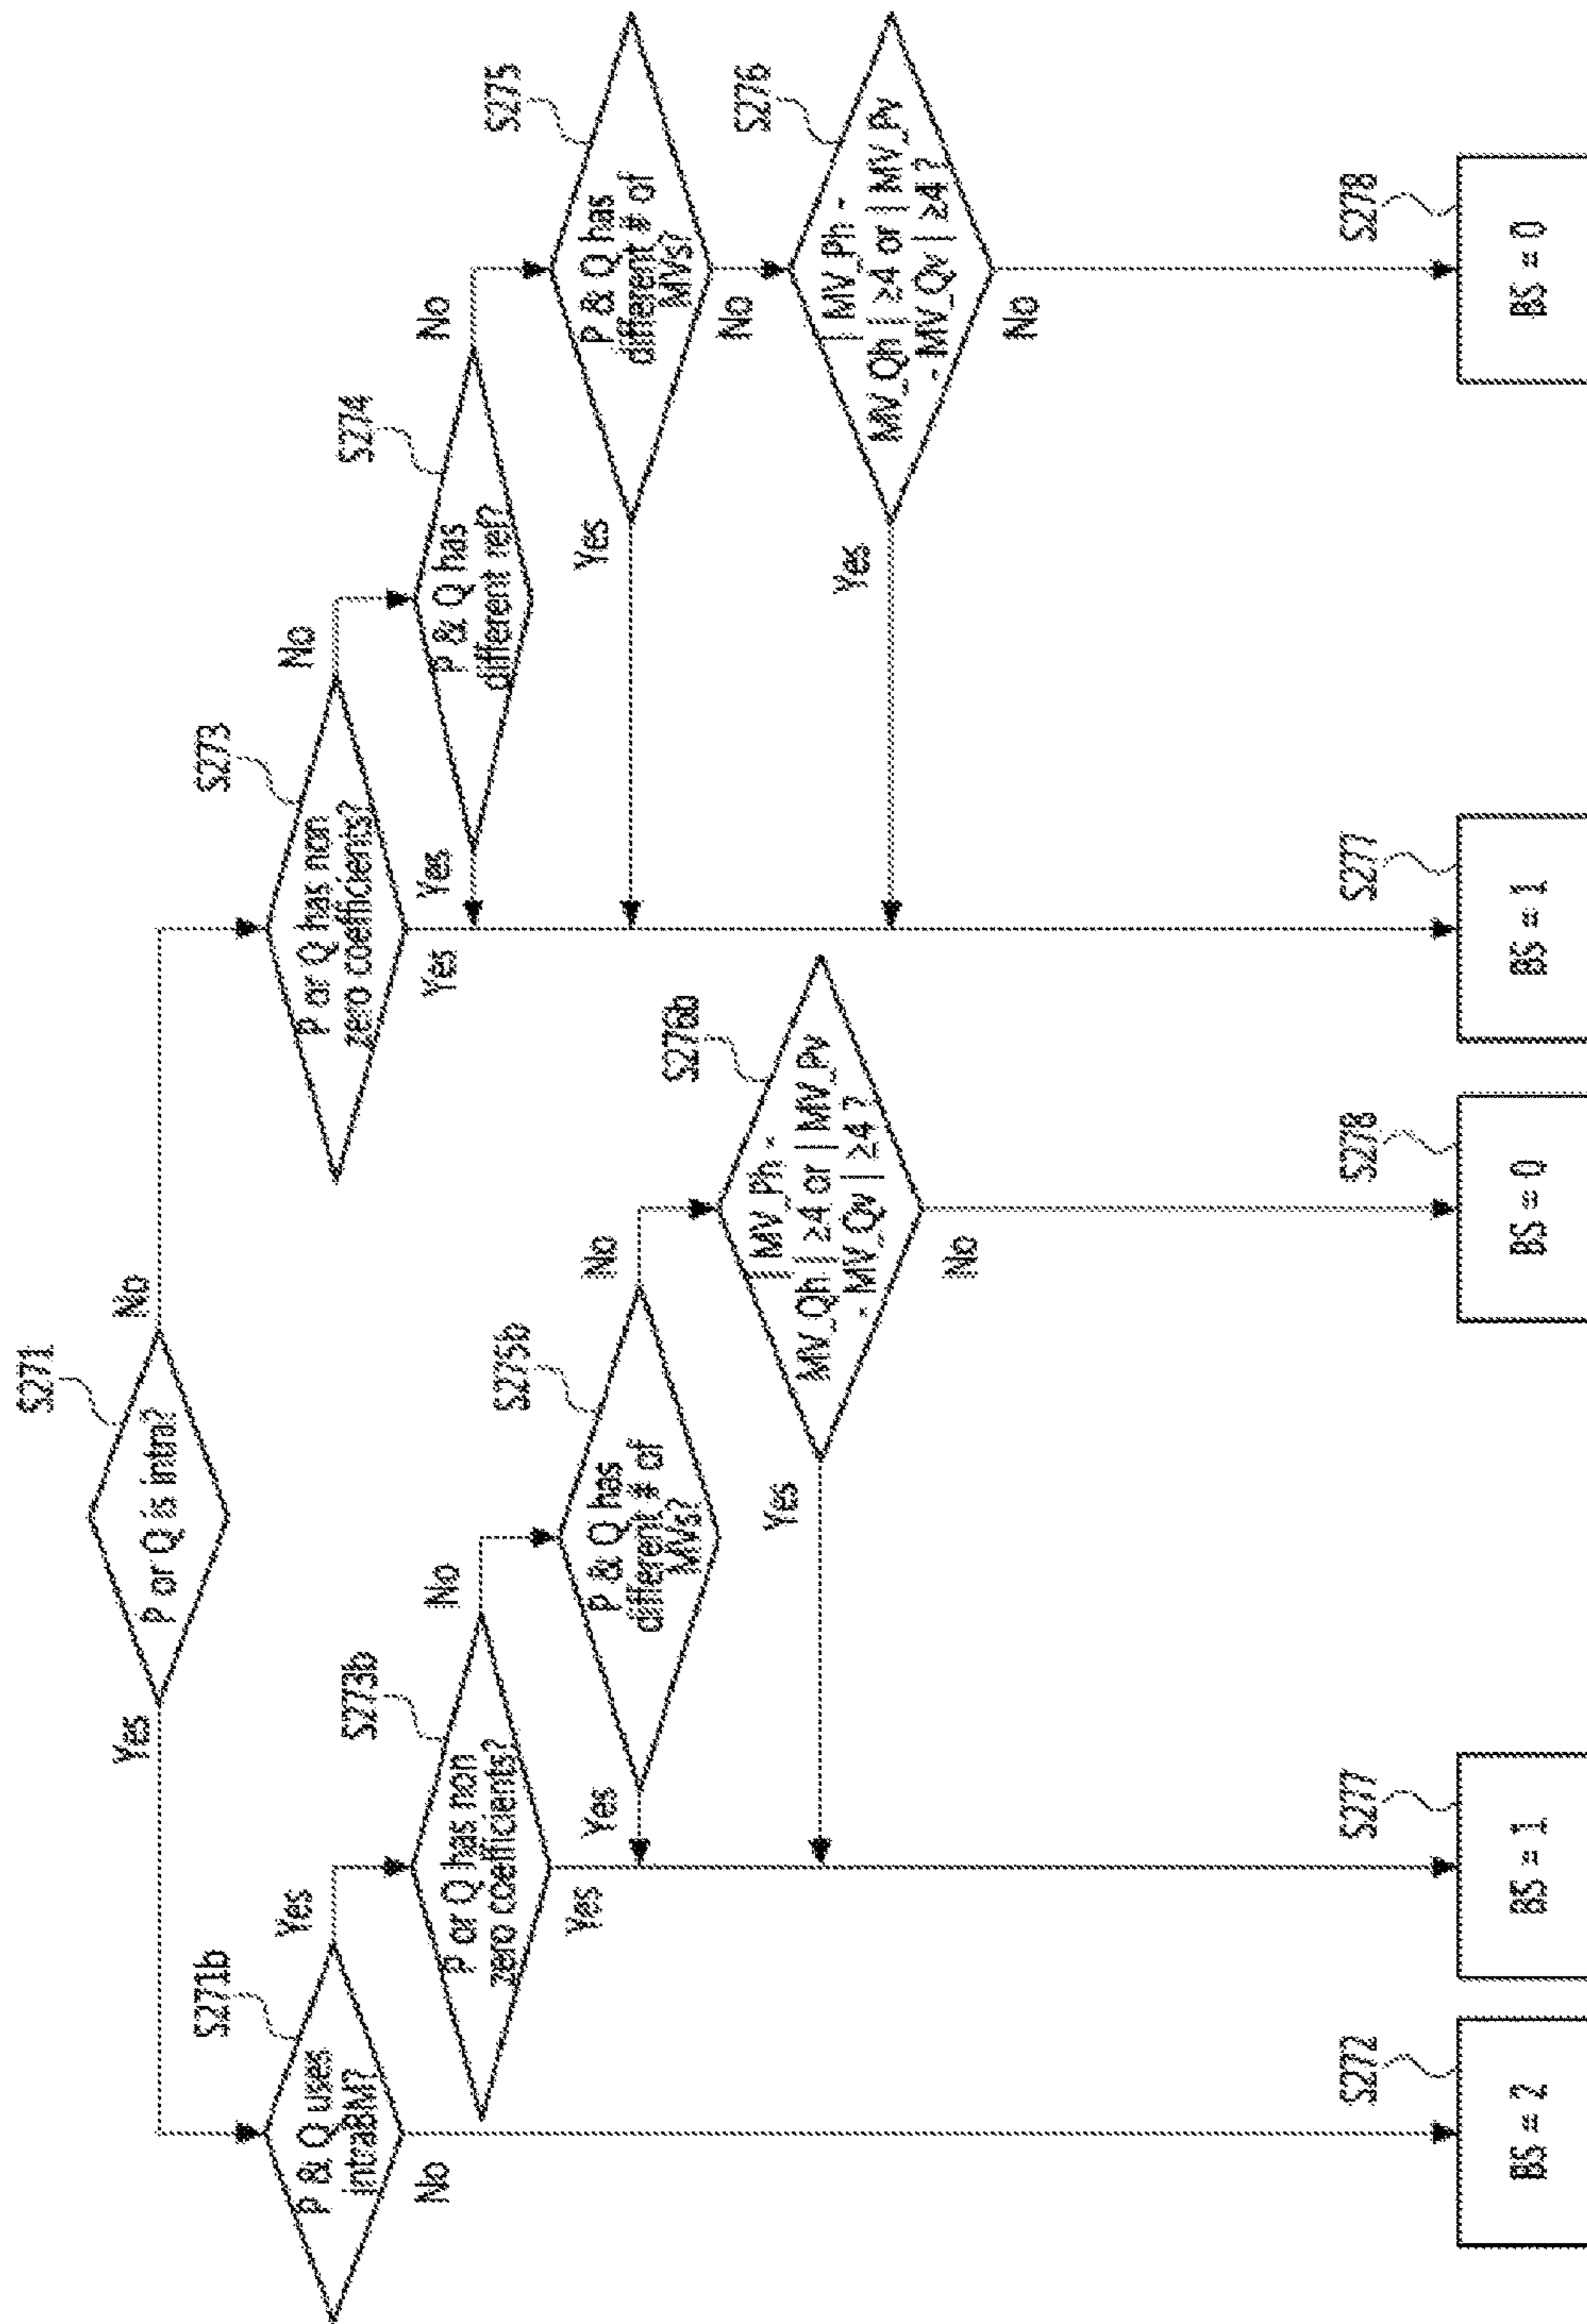 S271
P or Q is intra?
Yes
No
S271b
P & Q uses
intraBM?
Yes
No
S273b
P or Q has non
zero coefficients?
No
Yes
S275b
P & Q has
different # of
MVs?
No
Yes
S276b
| MV_Ph -
MV_Qh | ≥4 or | MV_Pv
- MV_Qv | ≥4 ?
Yes
No
S273
P or Q has non
zero coefficients?
No
Yes
S274
P & Q has
different ref?
No
Yes
S275
P & Q has
different # of
MVs?
Yes
No
S276
| MV_Ph -
MV_Qh | ≥4 or | MV_Pv
- MV_Qv | ≥4 ?
Yes
No
S272
BS = 2
S277
BS = 1
S278
BS = 0
S277
BS = 1
S278
BS = 0